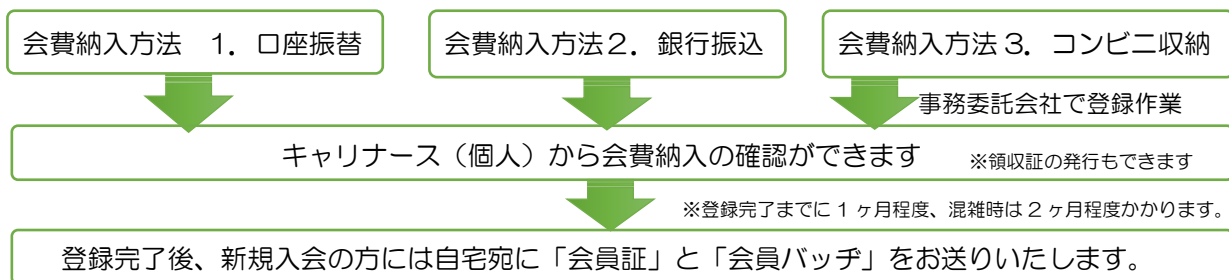 会費納入方法　1．口座振替
会費納入方法２．銀行振込
会費納入方法 3．コンビニ収納
事務委託会社で登録作業
キャリナース（個人）から会費納入の確認ができます　※領収証の発行もできます
※登録完了までに 1 ヶ月程度、混雑時は 2 ヶ月程度かかります。
登録完了後、新規入会の方には自宅宛に「会員証」と「会員バッヂ」をお送りいたします。